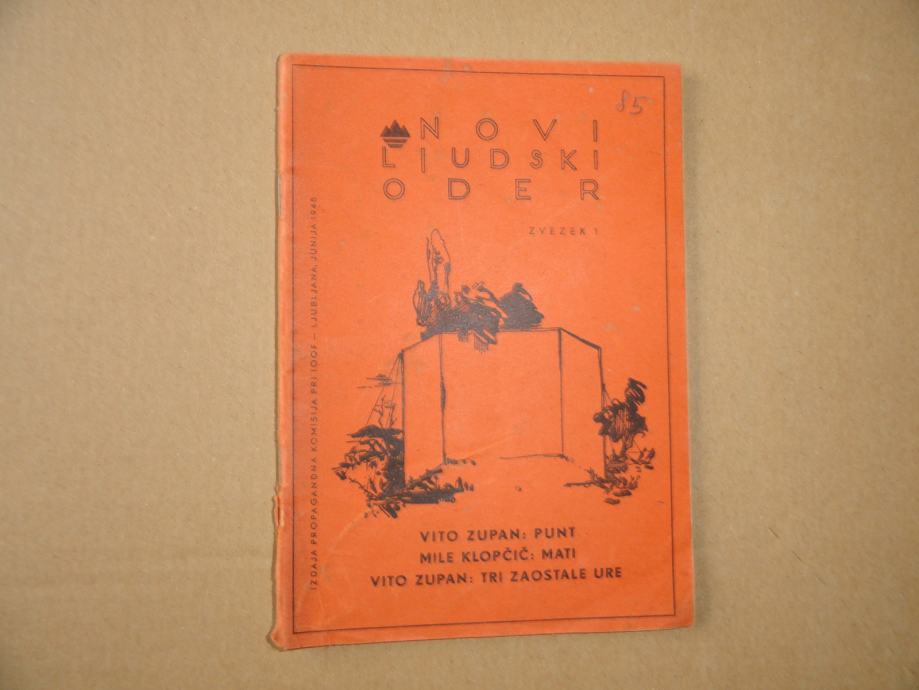 85
NOVI
LJUDSKI
ODER
ZVEZEK 1
IZDAJA PROPAGANDNA KOMISIJA PRI IOOF – LJUBLJANA, JUNIJA 1945
VITO ZUPAN: PUNT
MILE KLOPČIČ: MATI
VITO ZUPAN: TRI ZAOSTALE URE